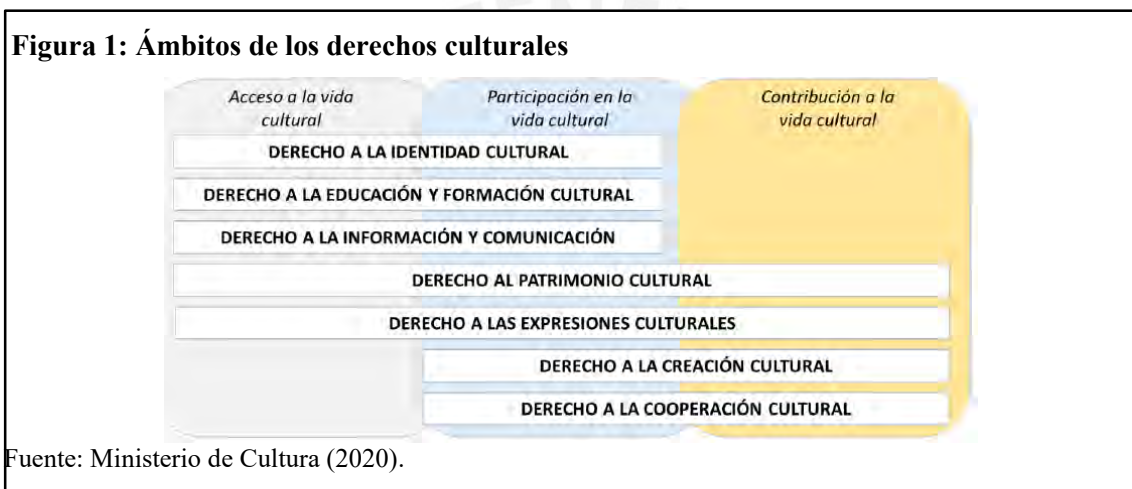 Figura 1: Ámbitos de los derechos culturales
Acceso a la vida
cultural
Participación en la
vida cultural
Contribución a la
vida cultural
DERECHO A LA IDENTIDAD CULTURAL
DERECHO A LA EDUCACIÓN Y FORMACIÓN CULTURAL
DERECHO A LA INFORMACIÓN Y COMUNICACIÓN
DERECHO AL PATRIMONIO CULTURAL
DERECHO A LAS EXPRESIONES CULTURALES
DERECHO A LA CREACIÓN CULTURAL
DERECHO A LA COOPERACIÓN CULTURAL
Fuente: Ministerio de Cultura (2020).